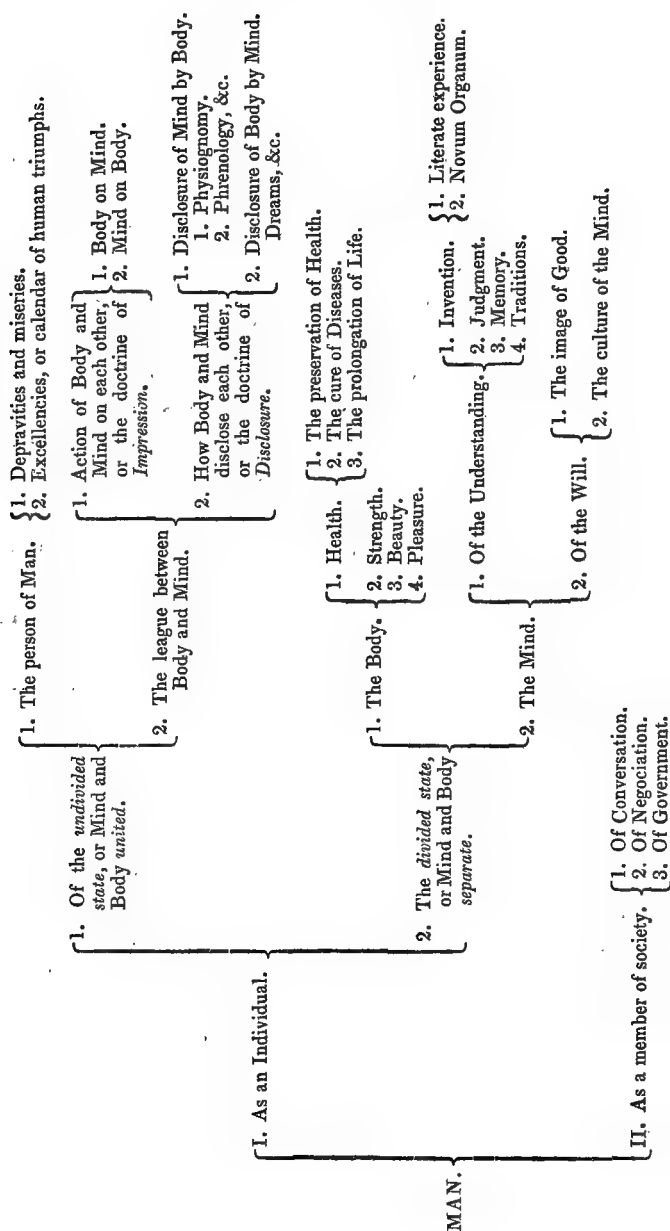 MAN.
I. As an Individual.
1. Of the undivided
state, or Mind and
Body united.
1. The person of Man.
1. Depravities and miseries.
2. Excellencies, or calendar of human triumphs.
2. The league between
Body and Mind.
1. Action of Body and
Mind on each other,
or the doctrine of
Impression.
1. Body on Mind.
2. Mind on Body.
2. How Body and Mind
disclose each other,
or the doctrine of
Disclosure.
1. Disclosure of Mind by Body.
1. Physiognomy.
2. Phrenology, &c.
2. Disclosure of Body by Mind.
Dreams, &c.
2. The divided state,
or Mind and Body
separate.
1. The Body.
1. Health.
1. The preservation of Health.
2. The cure of Diseases.
3. The prolongation of Life.
2. Strength.
3. Beauty.
4. Pleasure.
2. The Mind.
1. Of the Understanding.
1. Invention.
1. Literate experience.
2. Novum Organum.
2. Judgment.
3. Memory.
4. Traditions.
2. Of the Will.
1. The image of Good.
2. The culture of the Mind.
II. As a member of society.
1. Of Conversation.
2. Of Negociation.
3. Of Government.